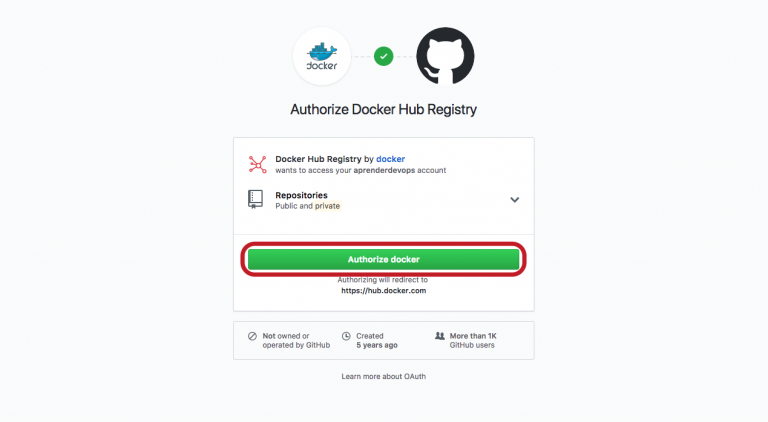 docker
Authorize Docker Hub Registry
Docker Hub Registry by docker
wants to access your aprenderdevops account
Repositories
Public and private
Authorize docker
Authorizing will redirect to
https://hub.docker.com
Not owned or
operated by GitHub
Created
5 years ago
More than 1K
GitHub users
Learn more about OAuth